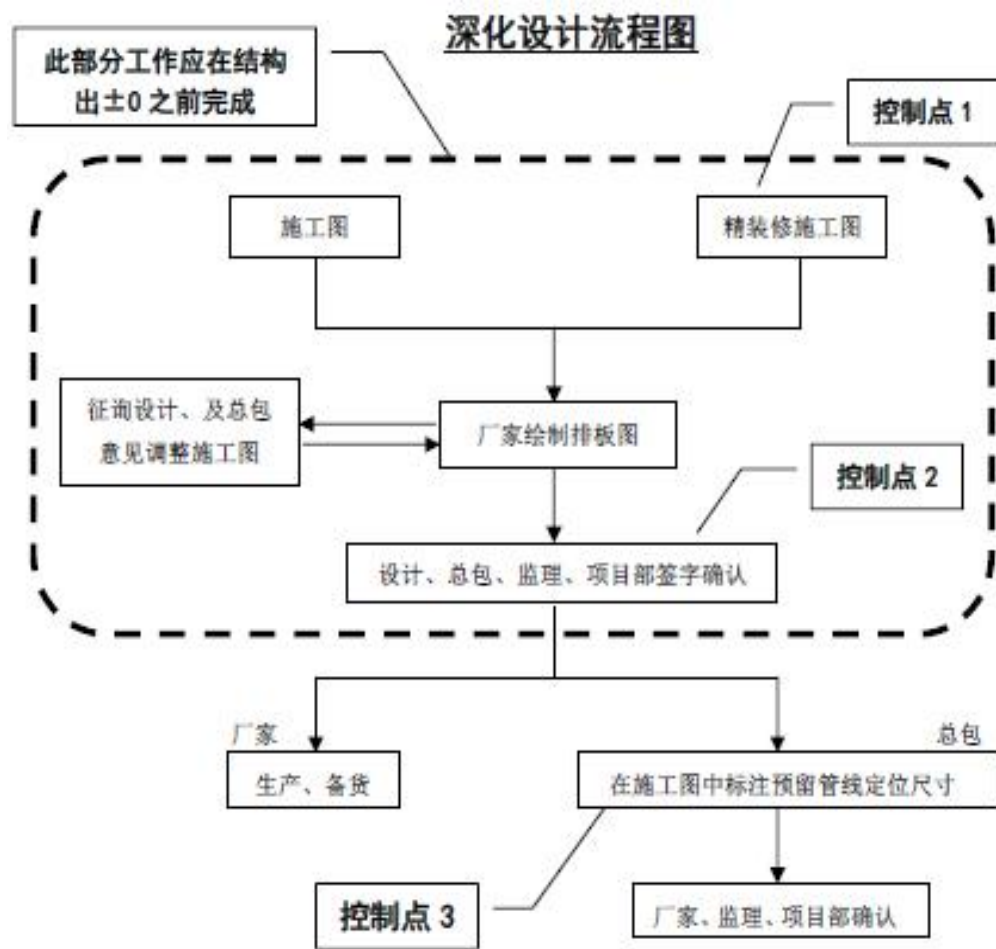 深化设计流程图
此部分工作应在结构
出±0之前完成
控制点 1
施工图
精装修施工图
征询设计、及总包
意见调整施工图
厂家绘制排板图
控制点 2
设计、总包、监理、项目部签字确认
厂家
总包
生产、备货
在施工图中标注预留管线定位尺寸
控制点 3
厂家、监理、项目部确认